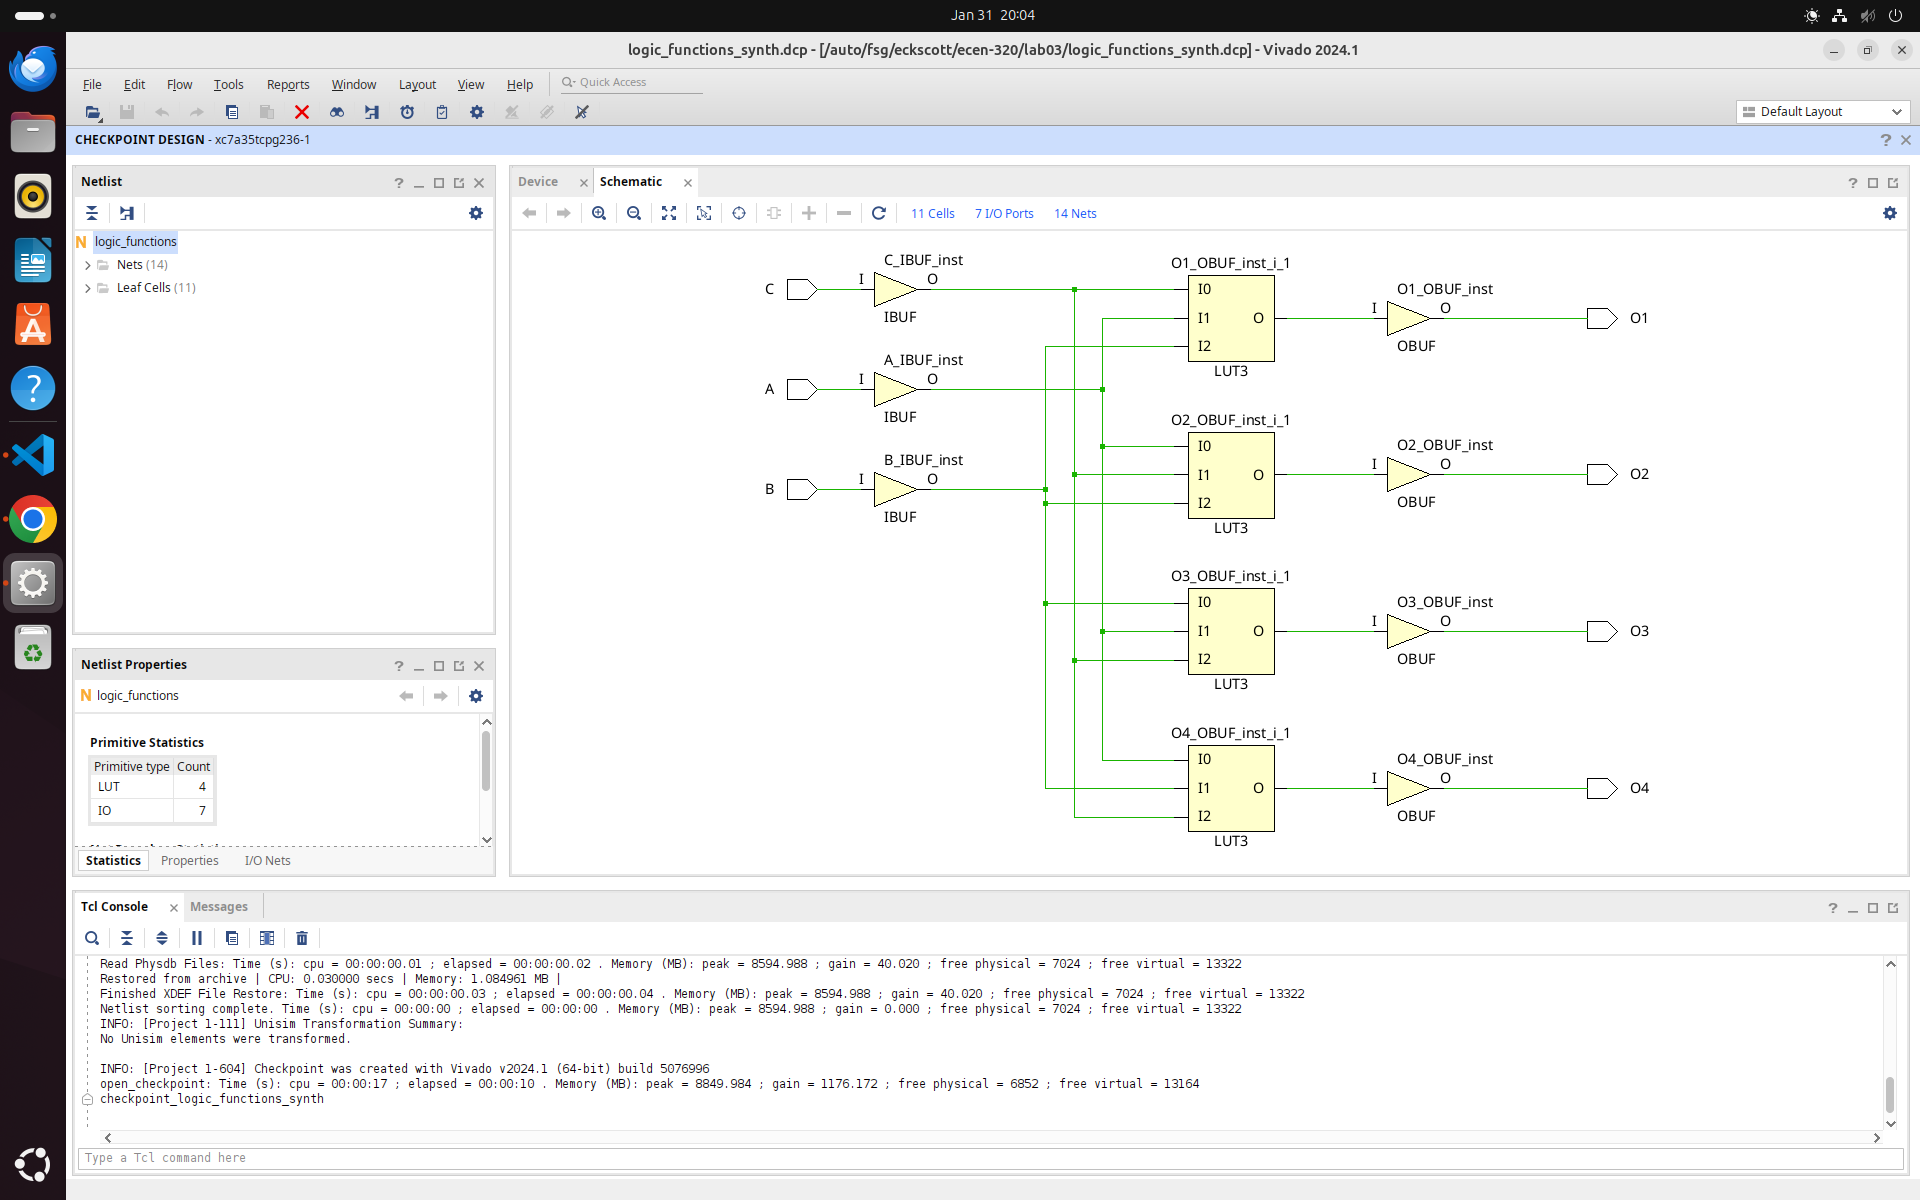 Jan 31 20:04
logic_functions_synth.dcp - [/auto/fsg/eckscott/ecen-320/lab03/logic_functions_synth.dcp] - Vivado 2024.1
File Edit Flow Tools Reports Window Layout View Help Quick Access
Default Layout
CHECKPOINT DESIGN - xc7a35tcpg236-1
Netlist
N logic_functions
Nets (14)
Leaf Cells (11)
Netlist Properties
N logic_functions
Primitive Statistics
Primitive type Count
LUT 4
IO 7
Statistics Properties I/O Nets
Device Schematic
11 Cells 7 I/O Ports 14 Nets
C_IBUF_inst
C I O
IBUF
A_IBUF_inst
A I O
IBUF
B_IBUF_inst
B I O
IBUF
O1_OBUF_inst_i_1
I0
I1 O
I2
LUT3
O1_OBUF_inst
I O
OBUF
O1
O2_OBUF_inst_i_1
I0
I1 O
I2
LUT3
O2_OBUF_inst
I O
OBUF
O2
O3_OBUF_inst_i_1
I0
I1 O
I2
LUT3
O3_OBUF_inst
I O
OBUF
O3
O4_OBUF_inst_i_1
I0
I1 O
I2
LUT3
O4_OBUF_inst
I O
OBUF
O4
Tcl Console Messages
Read Physdb Files: Time (s): cpu = 00:00:00.01 ; elapsed = 00:00:00.02 . Memory (MB): peak = 8594.988 ; gain = 40.020 ; free physical = 7024 ; free virtual = 13322
Restored from archive | CPU: 0.030000 secs | Memory: 1.084961 MB |
Finished XDEF File Restore: Time (s): cpu = 00:00:00.03 ; elapsed = 00:00:00.04 . Memory (MB): peak = 8594.988 ; gain = 40.020 ; free physical = 7024 ; free virtual = 13322
Netlist sorting complete. Time (s): cpu = 00:00:00 ; elapsed = 00:00:00 . Memory (MB): peak = 8594.988 ; gain = 0.000 ; free physical = 7024 ; free virtual = 13322
INFO: [Project 1-111] Unisim Transformation Summary:
No Unisim elements were transformed.
INFO: [Project 1-604] Checkpoint was created with Vivado v2024.1 (64-bit) build 5076996
open_checkpoint: Time (s): cpu = 00:00:17 ; elapsed = 00:00:10 . Memory (MB): peak = 8849.984 ; gain = 1176.172 ; free physical = 6852 ; free virtual = 13164
checkpoint_logic_functions_synth
Type a Tcl command here